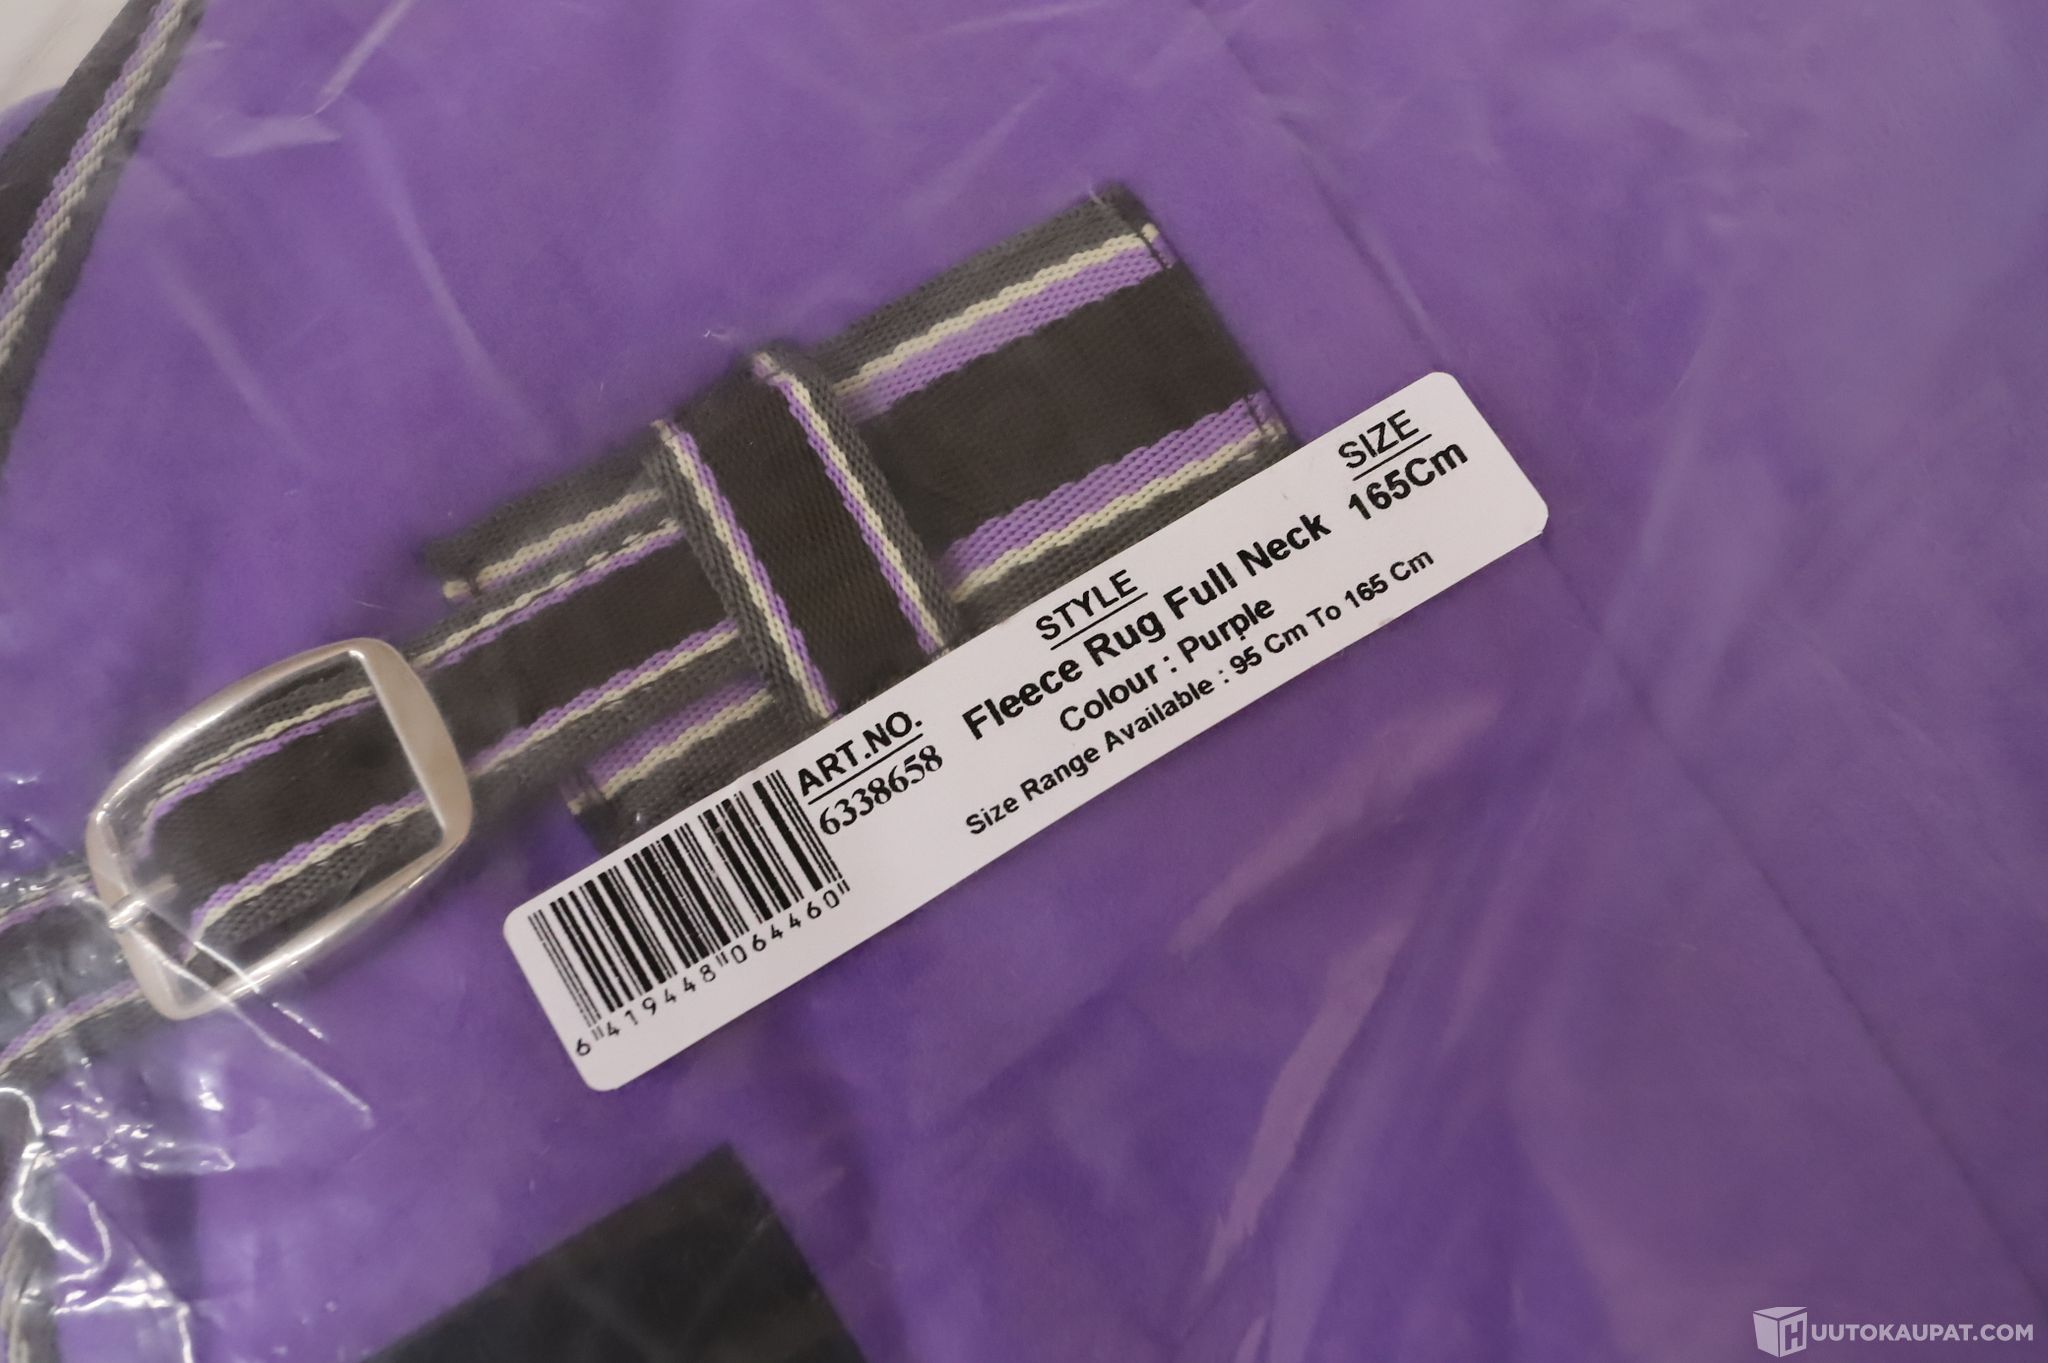 STYLE
SIZE
Fleece Rug Full Neck
165Cm
Colour : Purple
Size Range Available : 95 Cm To 165 Cm
ART.NO.
6338658
6 419448 064460
HUUTOKAUPAT.COM